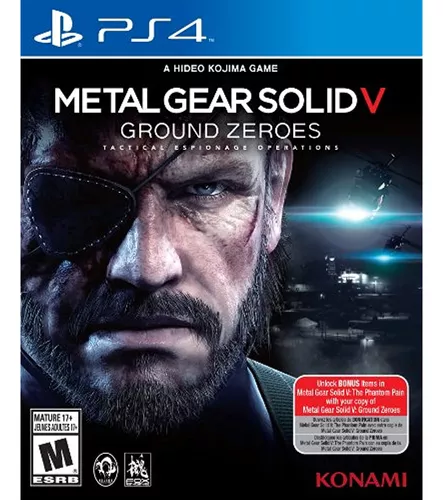 PS4
A HIDEO KOJIMA GAME
METAL GEAR SOLID V
GROUND ZEROES
TACTICAL ESPIONAGE OPERATIONS
Unlock BONUS Items in
Metal Gear Solid V: The Phantom Pain
with your copy of
Metal Gear Solid V: Ground Zeroes
MATURE 17+
JEUNES ADULTES 17+
M
ESRB
FOX
KONAMI